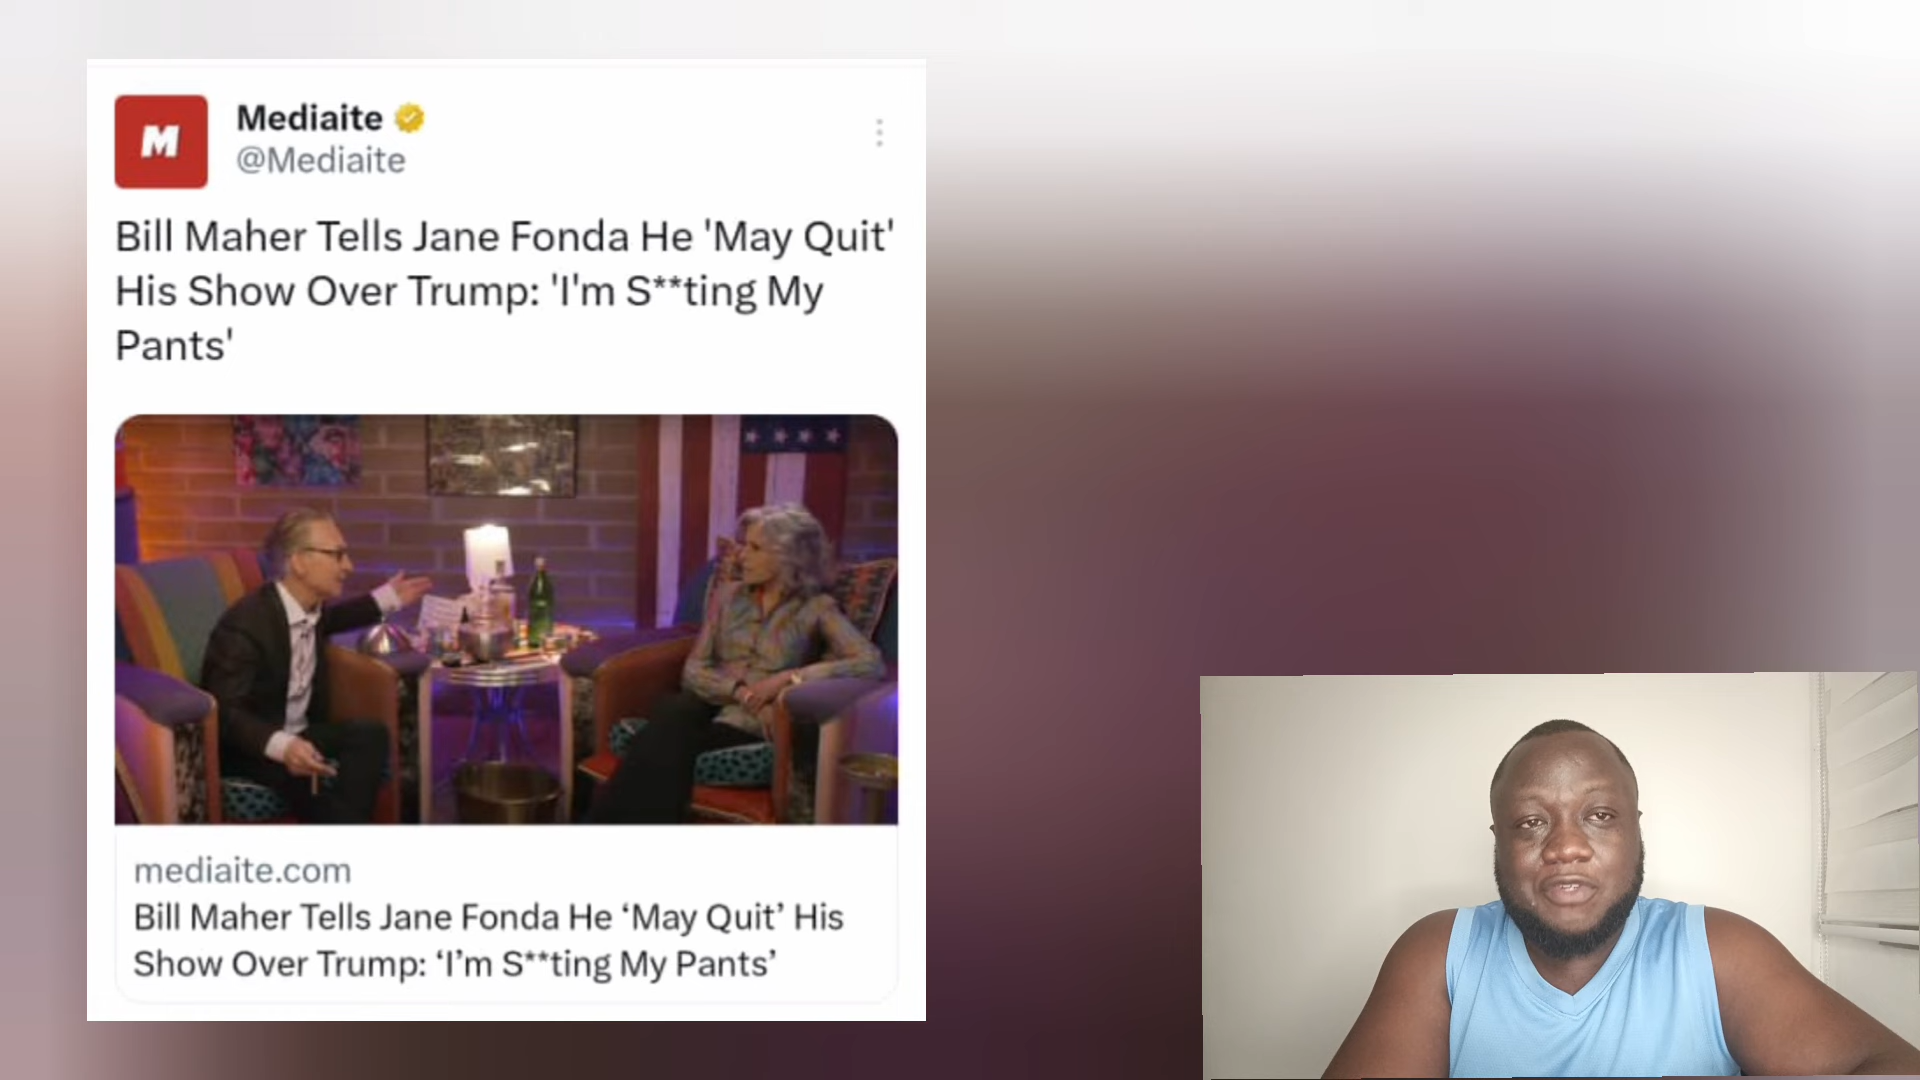 M
Mediaite
@Mediaite
Bill Maher Tells Jane Fonda He 'May Quit'
His Show Over Trump: 'I'm S**ting My
Pants'
mediaite.com
Bill Maher Tells Jane Fonda He ‘May Quit’ His
Show Over Trump: ‘I’m S**ting My Pants’